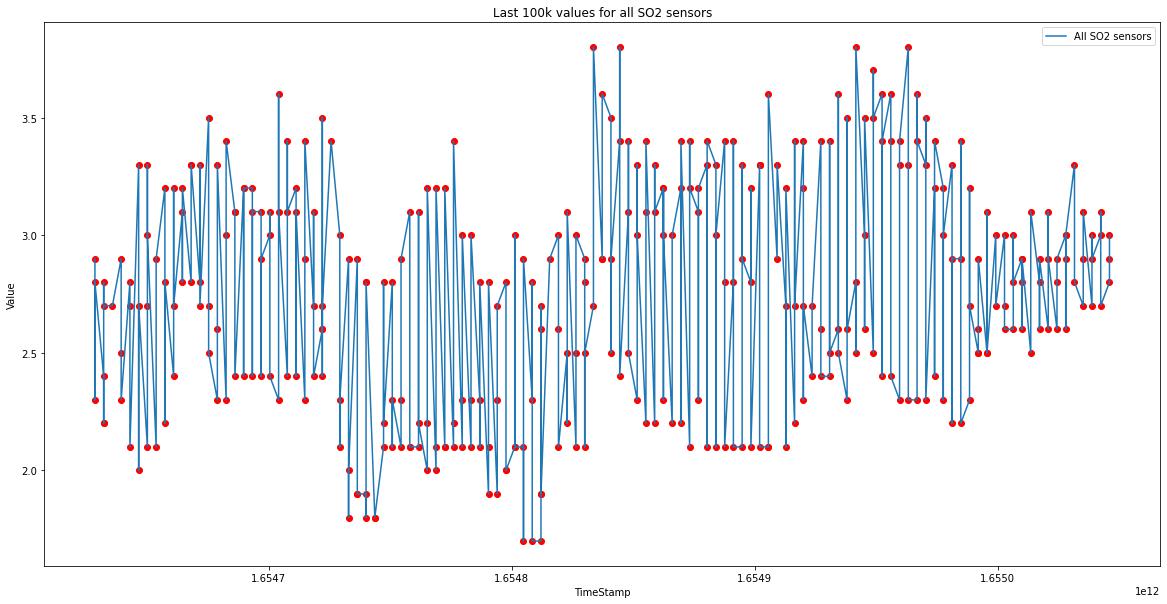 Last 100k values for all SO2 sensors
All SO2 sensors
3.5
3.0
2.5
2.0
Value
1.6547
1.6548
1.6549
1.6550
1e12
TimeStamp